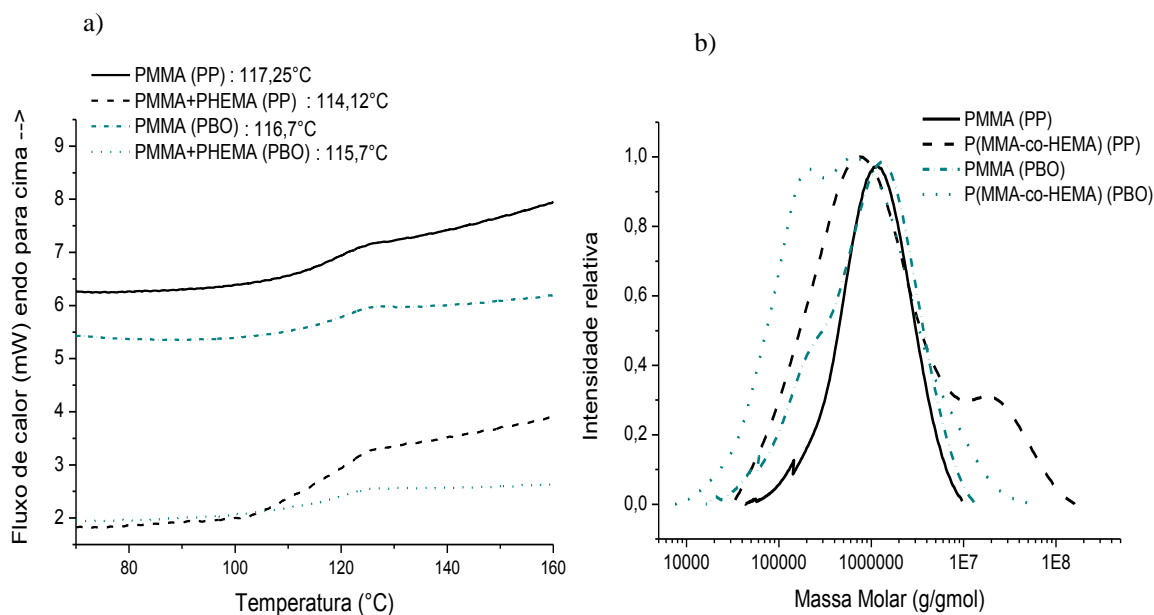 a)
PMMA (PP) : 117,25°C
PMMA+PHEMA (PP) : 114,12°C
PMMA (PBO) : 116,7°C
PMMA+PHEMA (PBO) : 115,7°C
Fluxo de calor (mW) endo para cima -->
9
8
7
6
5
4
3
2
80
100
120
140
160
Temperatura (°C)
b)
PMMA (PP)
P(MMA-co-HEMA) (PP)
PMMA (PBO)
P(MMA-co-HEMA) (PBO)
Intensidade relativa
1,0
0,8
0,6
0,4
0,2
0,0
10000
100000
1000000
1E7
1E8
Massa Molar (g/gmol)